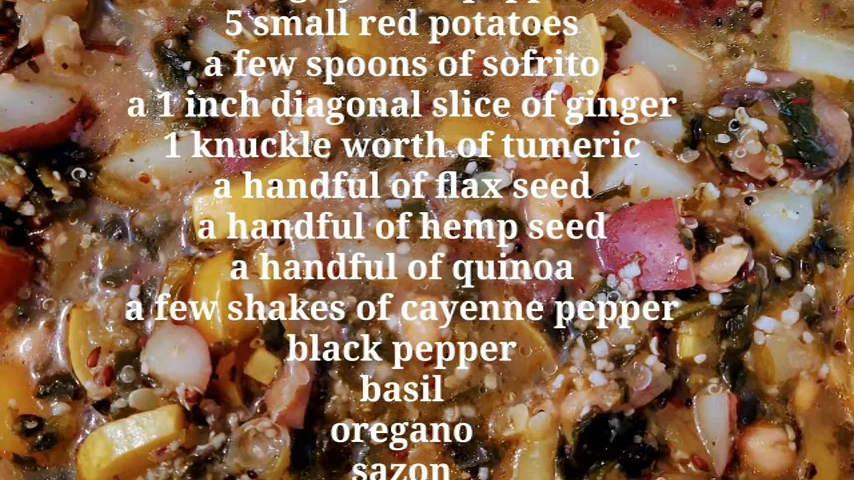 5 small red potatoes
a few spoons of sofrito
a 1 inch diagonal slice of ginger
1 knuckle worth of tumeric
a handful of flax seed
a handful of hemp seed
a handful of quinoa
a few shakes of cayenne pepper
black pepper
basil
oregano
sazon